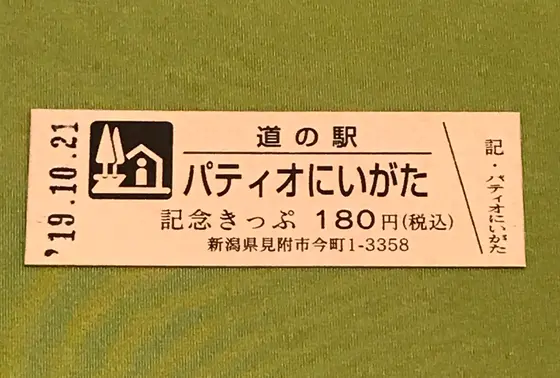 '19.10.21
道の駅
パティオにいがた
記念きっぷ 180円(税込)
新潟県見附市今町1-3358
記・パティオにいがた